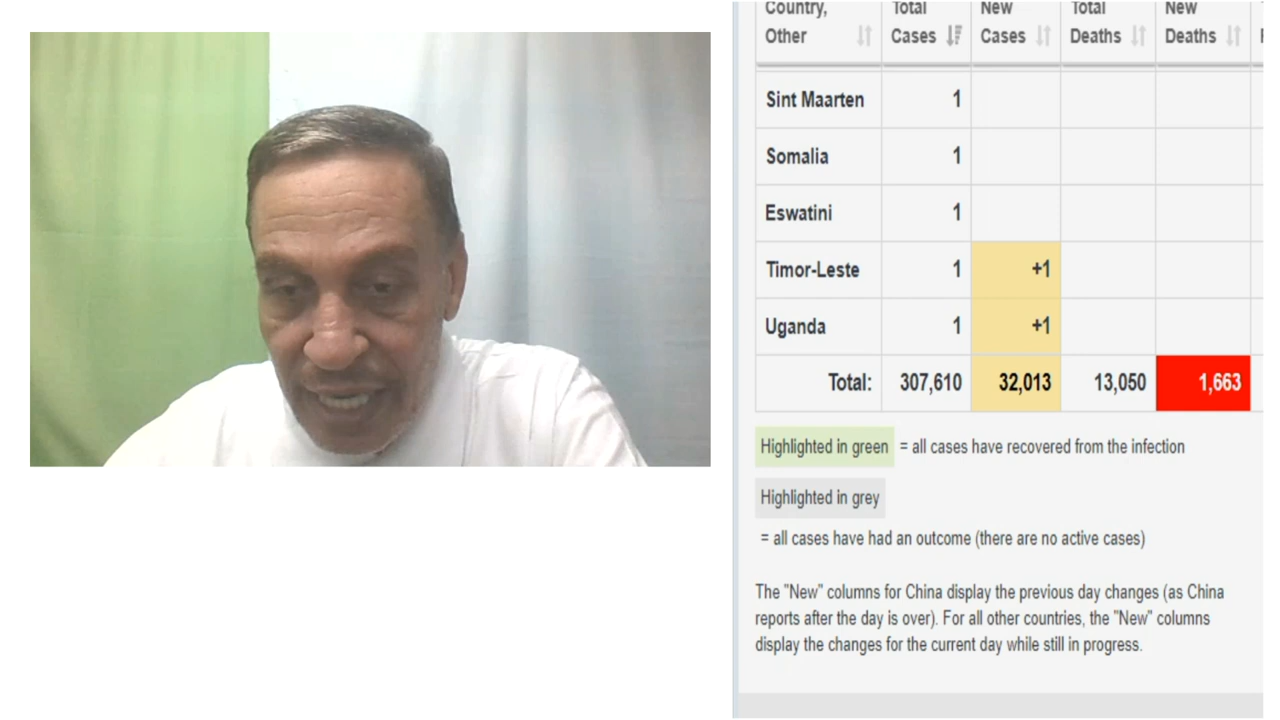 Country, Total New Total New
Other Cases Cases Deaths Deaths
Sint Maarten 1
Somalia 1
Eswatini 1
Timor-Leste 1 +1
Uganda 1 +1
Total: 307,610 32,013 13,050 1,663
Highlighted in green = all cases have recovered from the infection
Highlighted in grey
= all cases have had an outcome (there are no active cases)
The "New" columns for China display the previous day changes (as China
reports after the day is over). For all other countries, the "New" columns
display the changes for the current day while still in progress.